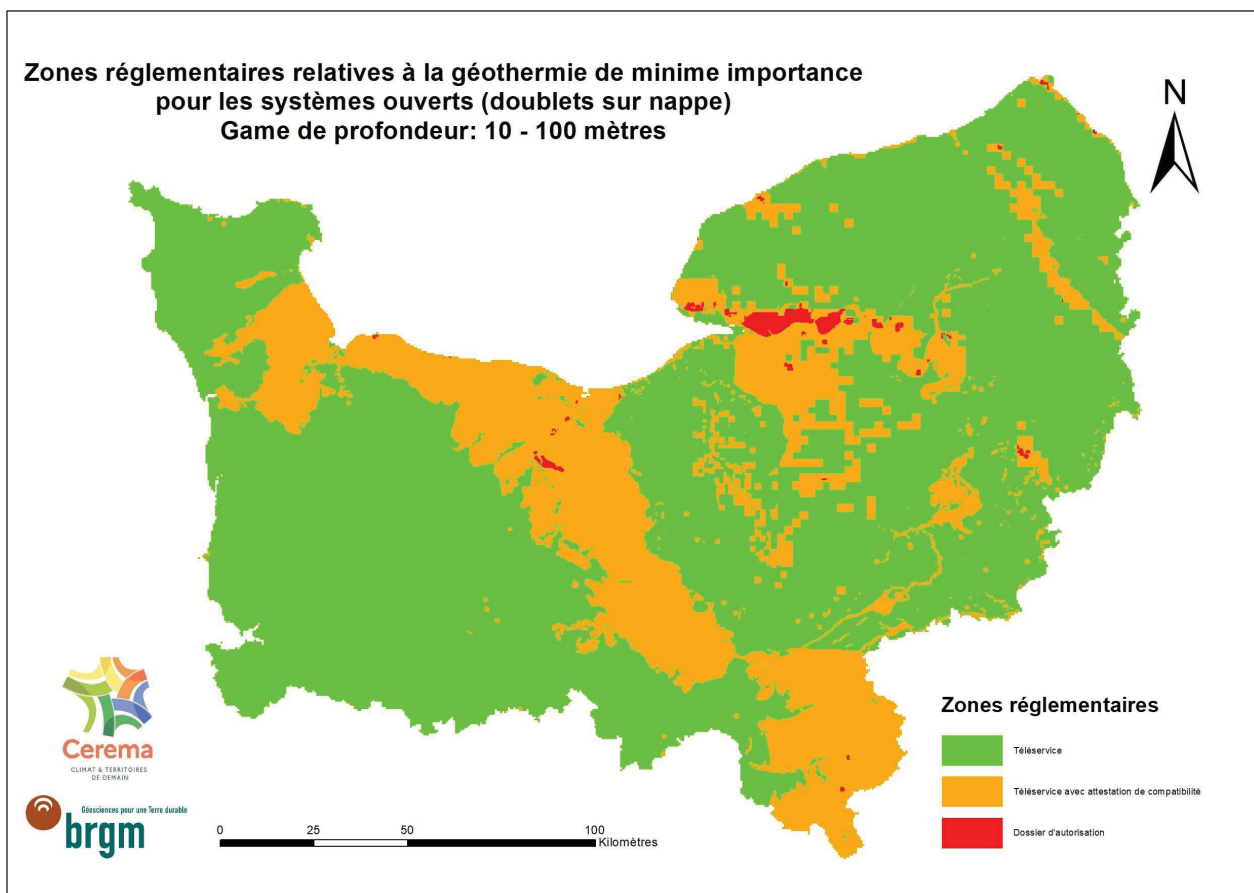 Zones réglementaires relatives à la géothermie de minime importance
pour les systèmes ouverts (doublets sur nappe)
Game de profondeur: 10 - 100 mètres
N
Zones réglementaires
Téléservice
Téléservice avec attestation de compatibilité
Dossier d'autorisation
Cerema
CLIMAT & TERRITOIRES
DE DEMAIN
Géosciences pour une Terre durable
brgm
0 25 50 100
Kilomètres